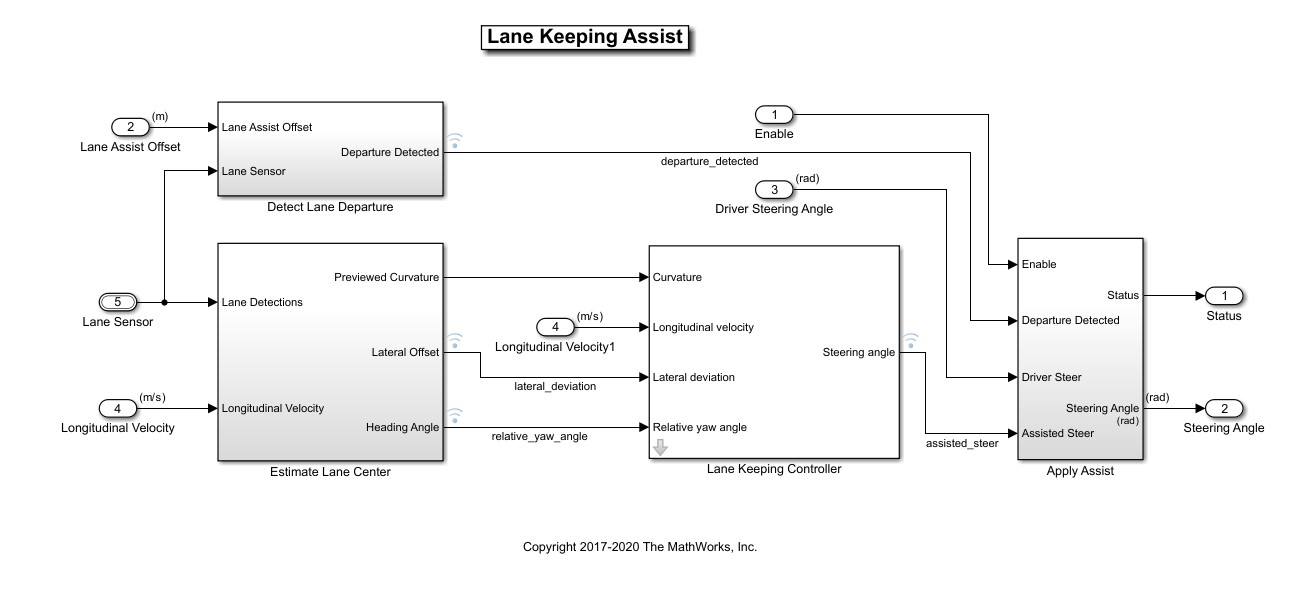 Lane Keeping Assist
2
(m)
Lane Assist Offset
Lane Assist Offset
Lane Sensor
Departure Detected
Detect Lane Departure
departure_detected
1
Enable
3
(rad)
Driver Steering Angle
5
Lane Sensor
4
(m/s)
Longitudinal Velocity
Lane Detections
Longitudinal Velocity
Previewed Curvature
Lateral Offset
Heading Angle
Estimate Lane Center
lateral_deviation
relative_yaw_angle
4
(m/s)
Longitudinal Velocity1
Curvature
Longitudinal velocity
Lateral deviation
Relative yaw angle
Steering angle
Lane Keeping Controller
assisted_steer
Enable
Departure Detected
Driver Steer
Assisted Steer
Status
Steering Angle
(rad)
Apply Assist
1
Status
(rad)
2
Steering Angle
Copyright 2017-2020 The MathWorks, Inc.